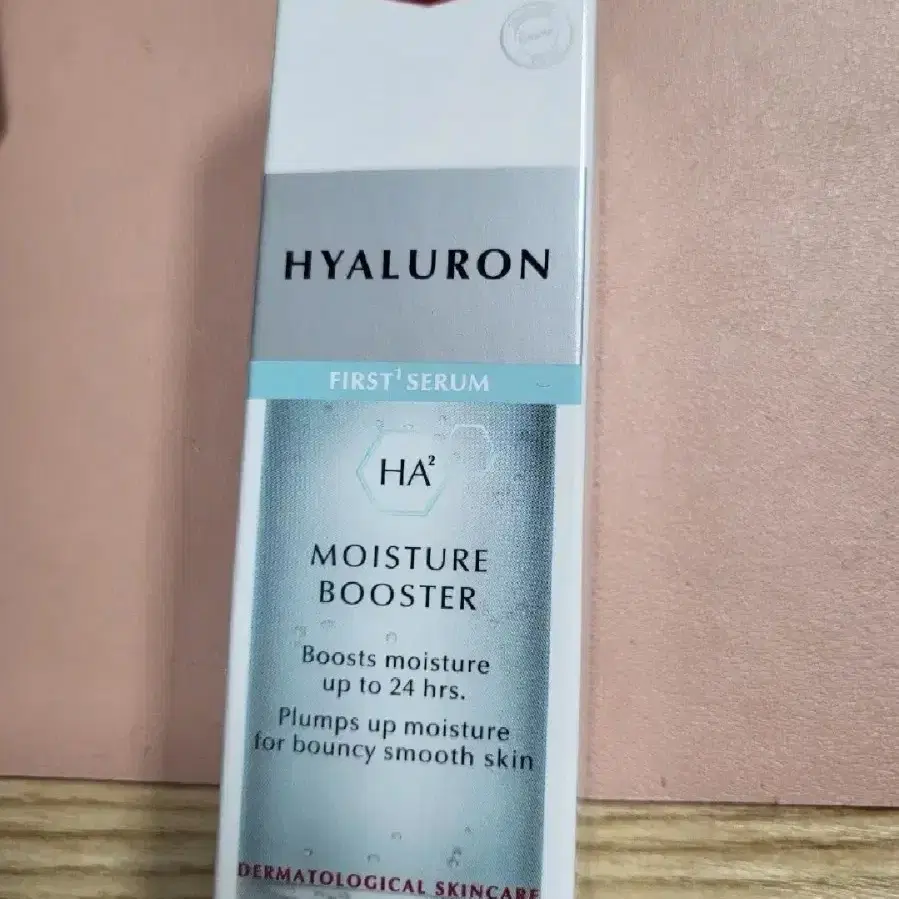 HYALURON
FIRST¹ SERUM
HA²
MOISTURE
BOOSTER
Boosts moisture
up to 24 hrs.
Plumps up moisture
for bouncy smooth skin
DERMATOLOGICAL SKINCARE